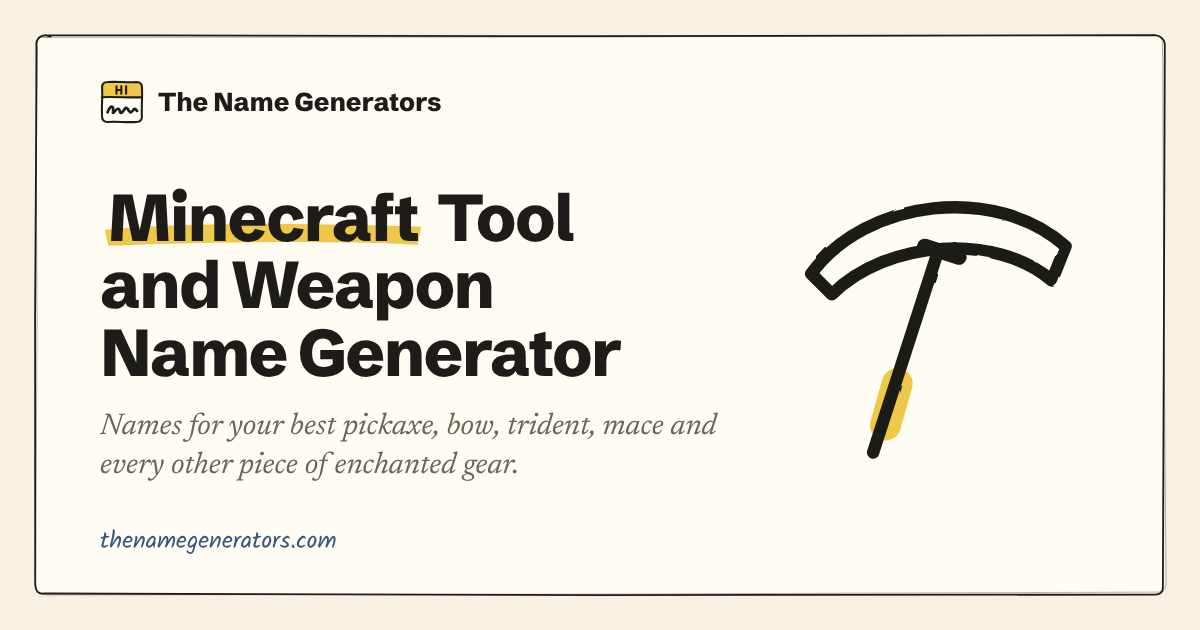 HI
The Name Generators
Minecraft Tool
and Weapon
Name Generator
Names for your best pickaxe, bow, trident, mace and
every other piece of enchanted gear.
thenamegenerators.com